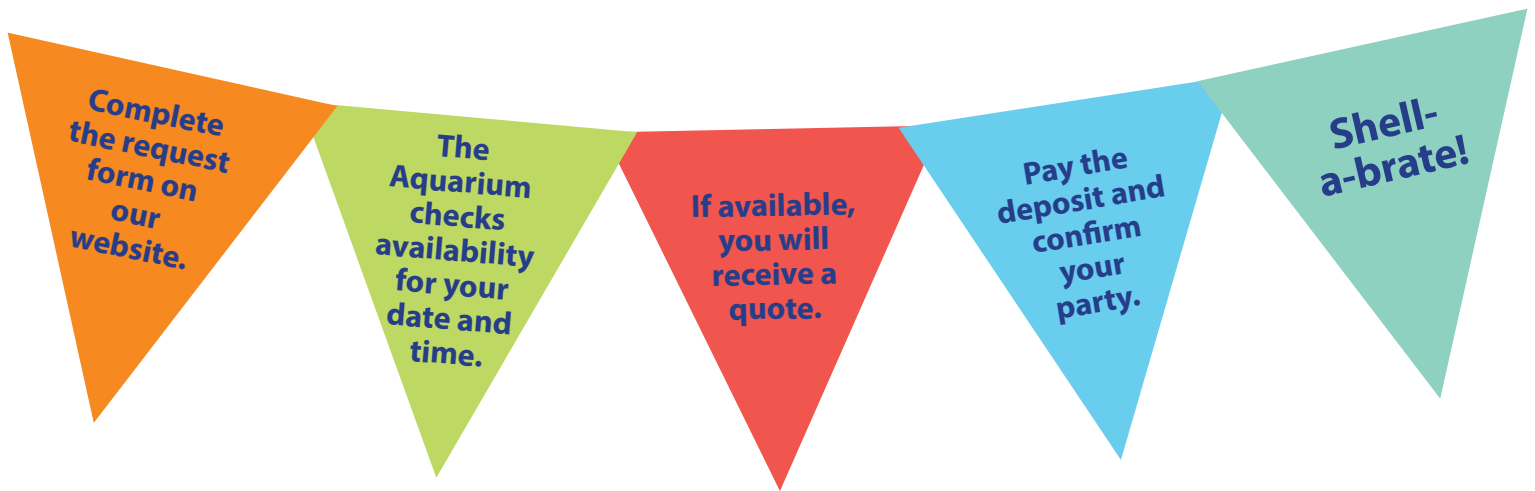 Complete
the request
form on
our
website.
The
Aquarium
checks
availability
for your
date and
time.
If available,
you will
receive a
quote.
Pay the
deposit and
confirm
your
party.
Shell-
a-brate!